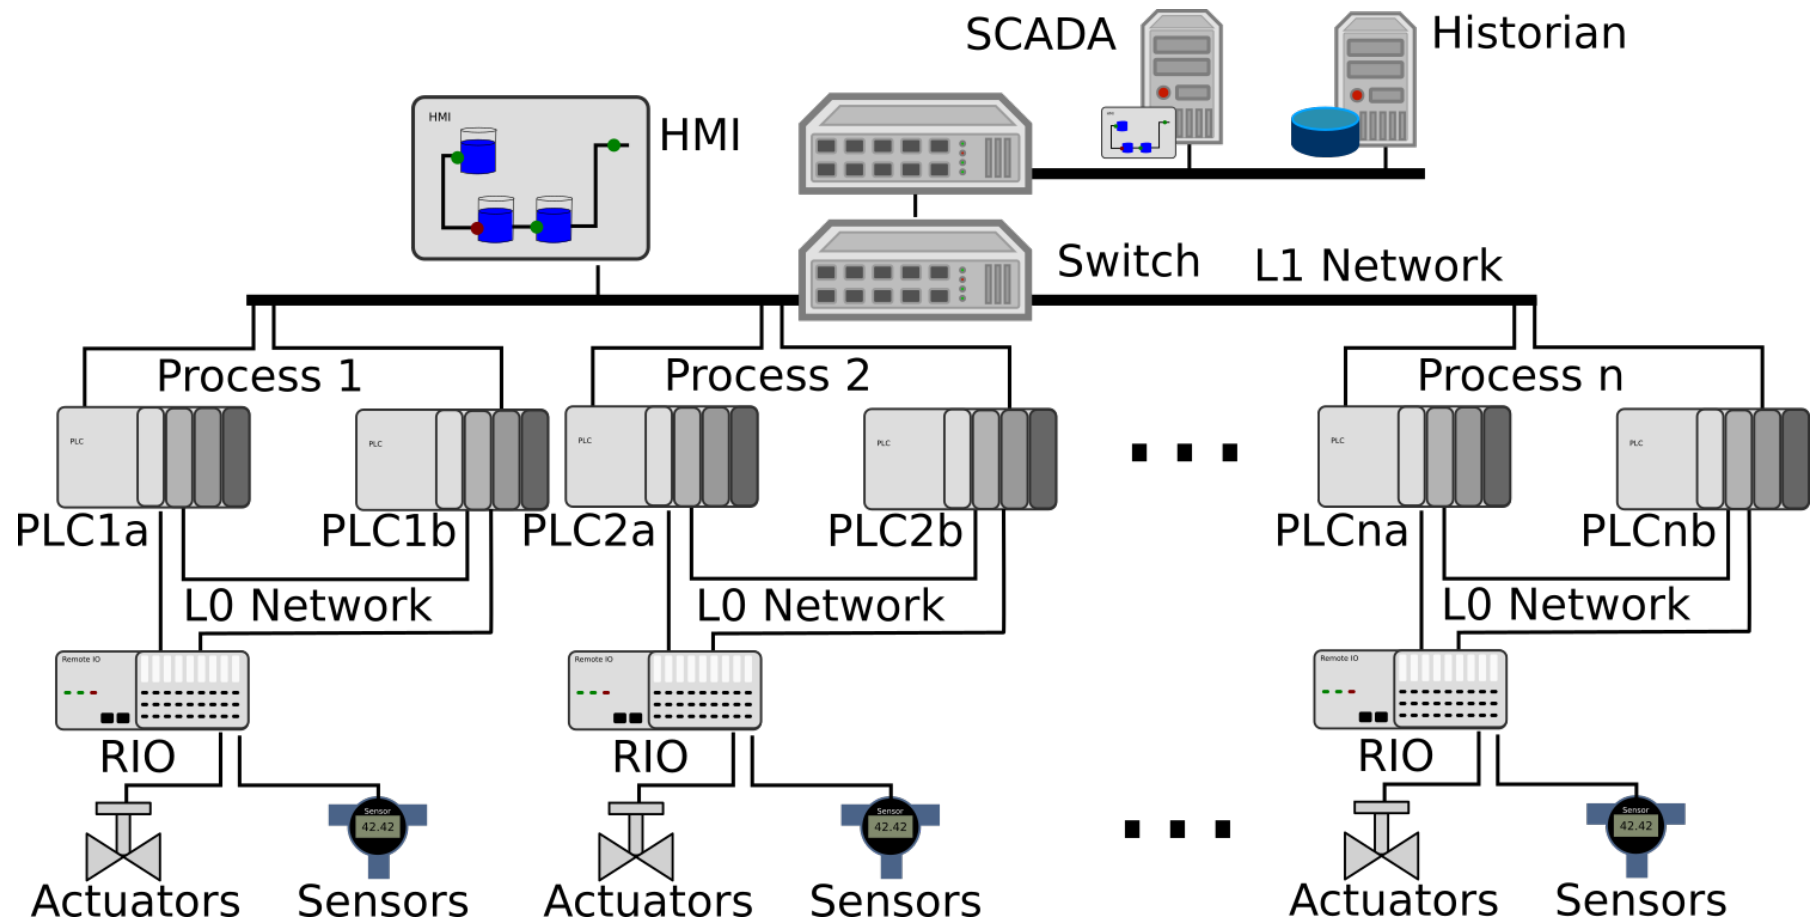 SCADA
Historian
HMI
HMI
Switch
L1 Network
Process 1
Process 2
Process n
PLC
PLC
PLC
PLC
PLC
PLC
PLC1a
PLC1b
PLC2a
PLC2b
PLCna
PLCnb
L0 Network
L0 Network
L0 Network
Remote IO
Remote IO
Remote IO
RIO
RIO
RIO
Sensor
42.42
Sensor
42.42
Sensor
42.42
Actuators
Sensors
Actuators
Sensors
Actuators
Sensors